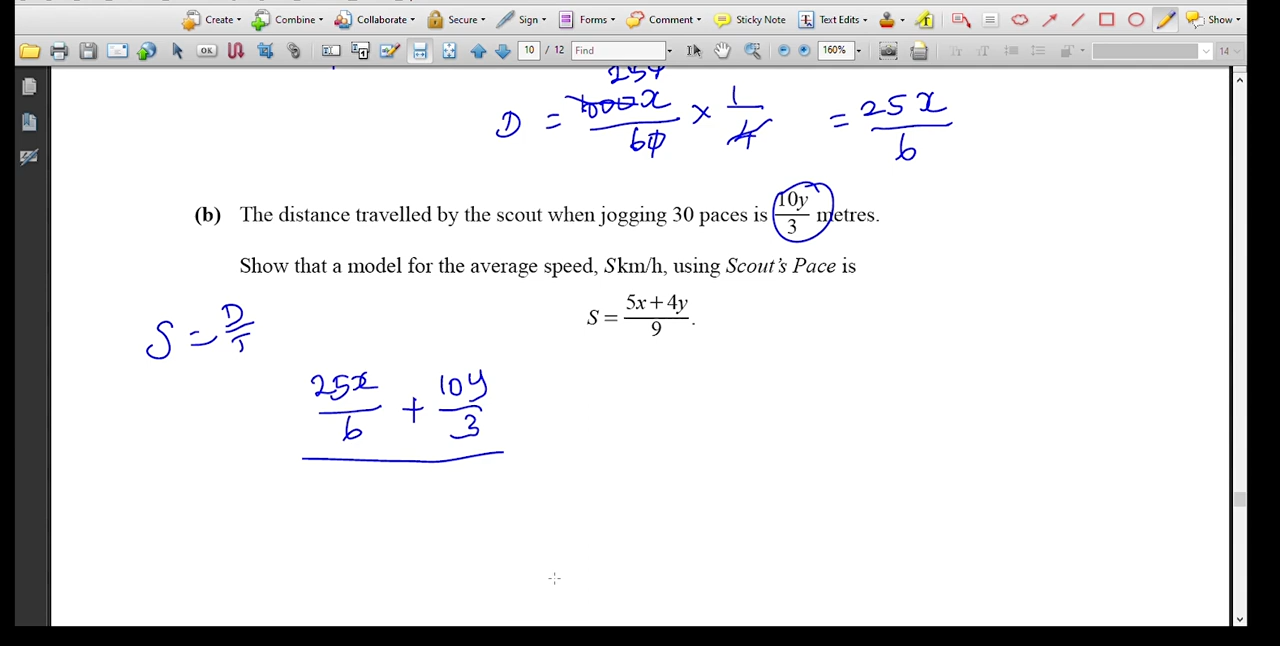 Create Combine Collaborate Secure Sign Forms Comment Sticky Note Text Edits Show
OK 10 / 12 Find 160% 14
D = 1000x/60 × 1/4 = 25x/6
(b) The distance travelled by the scout when jogging 30 paces is 10y/3 metres.
Show that a model for the average speed, S km/h, using Scout's Pace is
S = (5x + 4y)/9.
S = D/T
25x/6 + 10y/3